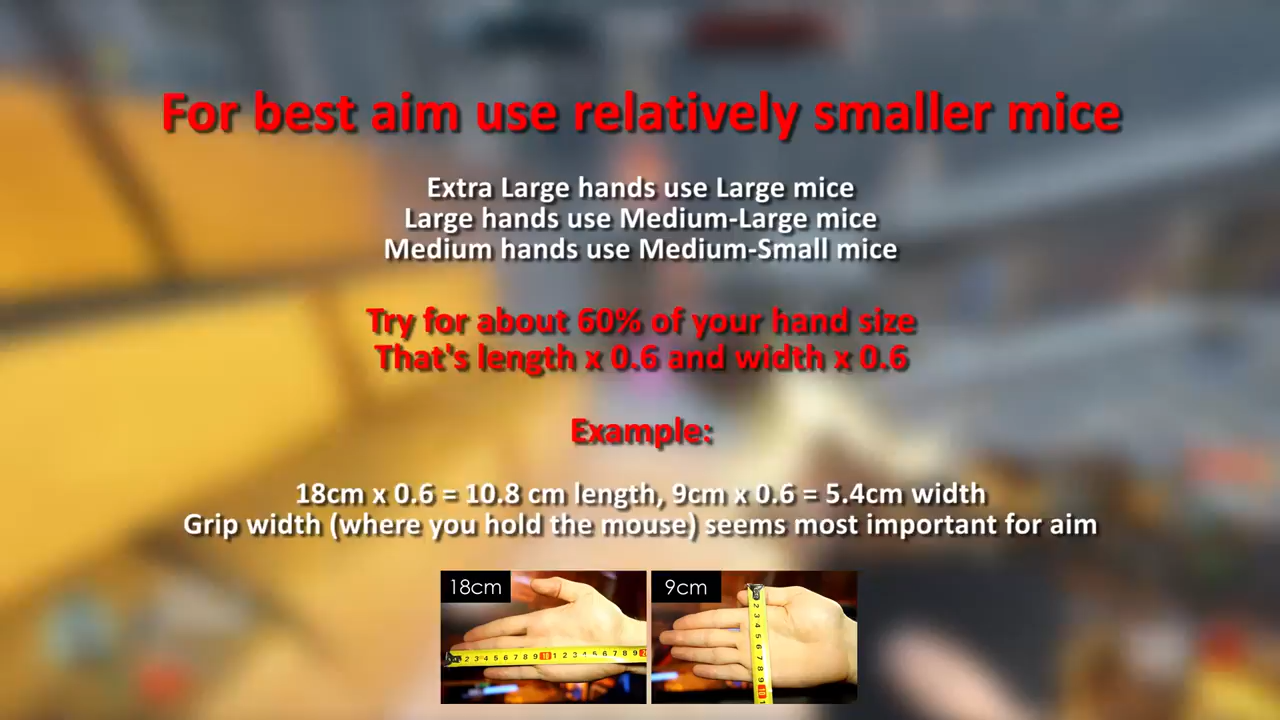 For best aim use relatively smaller mice
Extra Large hands use Large mice
Large hands use Medium-Large mice
Medium hands use Medium-Small mice
Try for about 60% of your hand size
That's length x 0.6 and width x 0.6
Example:
18cm x 0.6 = 10.8 cm length, 9cm x 0.6 = 5.4cm width
Grip width (where you hold the mouse) seems most important for aim
18cm
9cm